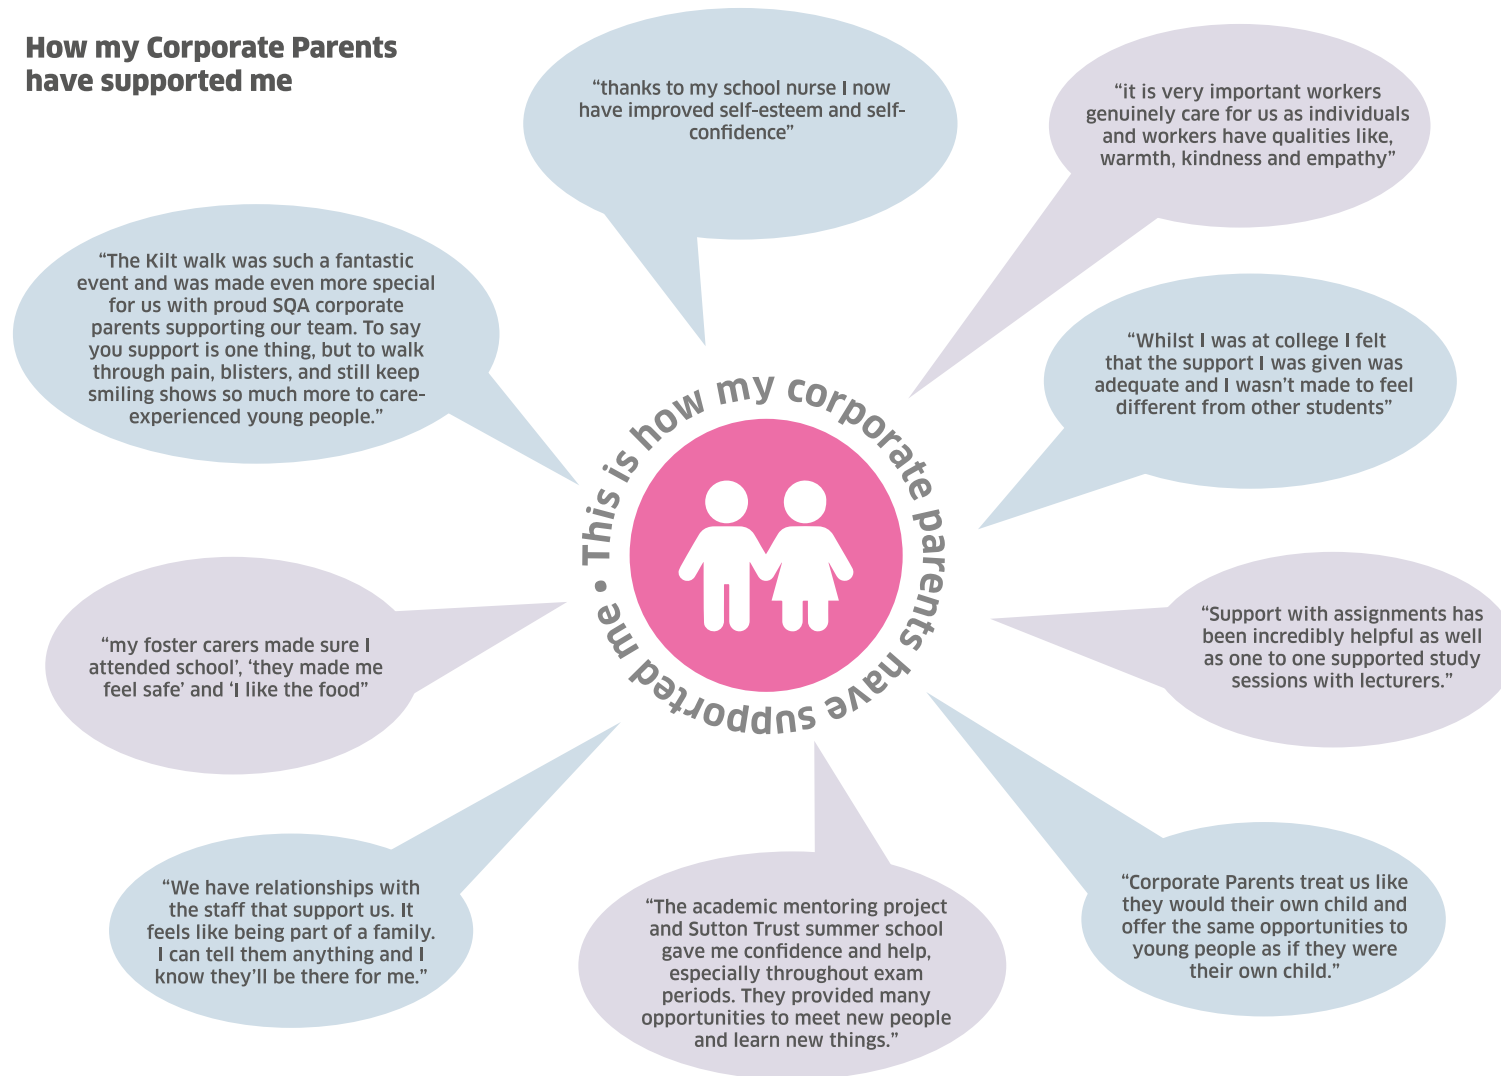 How my Corporate Parents
have supported me
“thanks to my school nurse I now
have improved self-esteem and self-
confidence”
“it is very important workers
genuinely care for us as individuals
and workers have qualities like,
warmth, kindness and empathy”
“The Kilt walk was such a fantastic
event and was made even more special
for us with proud SQA corporate
parents supporting our team. To say
you support is one thing, but to walk
through pain, blisters, and still keep
smiling shows so much more to care-
experienced young people.”
“Whilst I was at college I felt
that the support I was given was
adequate and I wasn’t made to feel
different from other students”
This is how my corporate parents have supported me •
“my foster carers made sure I
attended school’, ‘they made me
feel safe’ and ‘I like the food”
“Support with assignments has
been incredibly helpful as well
as one to one supported study
sessions with lecturers.”
“We have relationships with
the staff that support us. It
feels like being part of a family.
I can tell them anything and I
know they’ll be there for me.”
“The academic mentoring project
and Sutton Trust summer school
gave me confidence and help,
especially throughout exam
periods. They provided many
opportunities to meet new people
and learn new things.”
“Corporate Parents treat us like
they would their own child and
offer the same opportunities to
young people as if they were
their own child.”